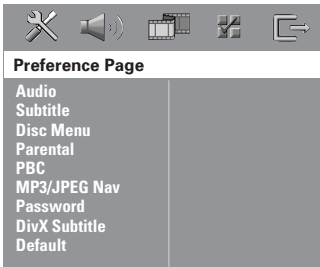 Preference Page
Audio
Subtitle
Disc Menu
Parental
PBC
MP3/JPEG Nav
Password
DivX Subtitle
Default